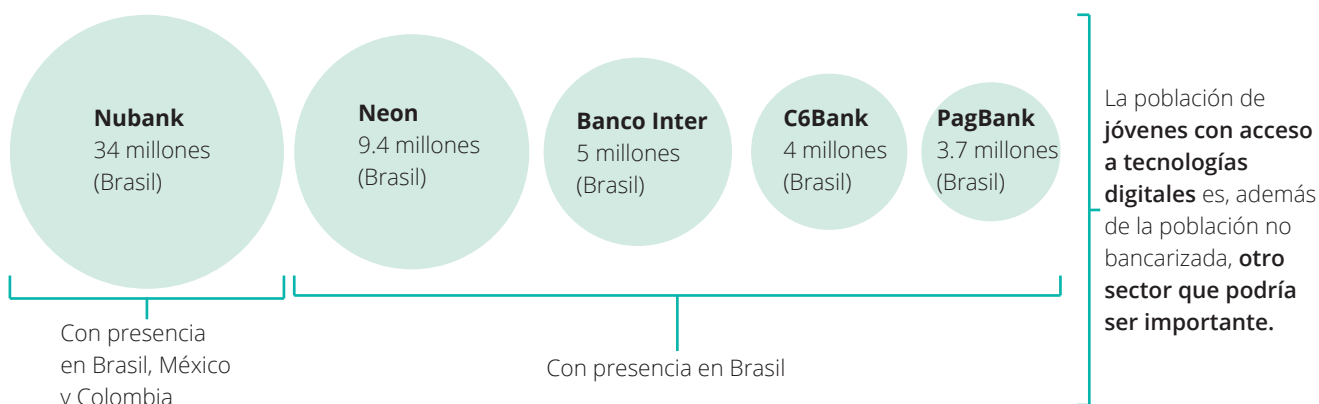 Nubank
34 millones
(Brasil)
Neon
9.4 millones
(Brasil)
Banco Inter
5 millones
(Brasil)
C6Bank
4 millones
(Brasil)
PagBank
3.7 millones
(Brasil)
Con presencia
en Brasil, México
y Colombia
Con presencia en Brasil
La población de
jóvenes con acceso
a tecnologías
digitales es, además
de la población no
bancarizada, otro
sector que podría
ser importante.